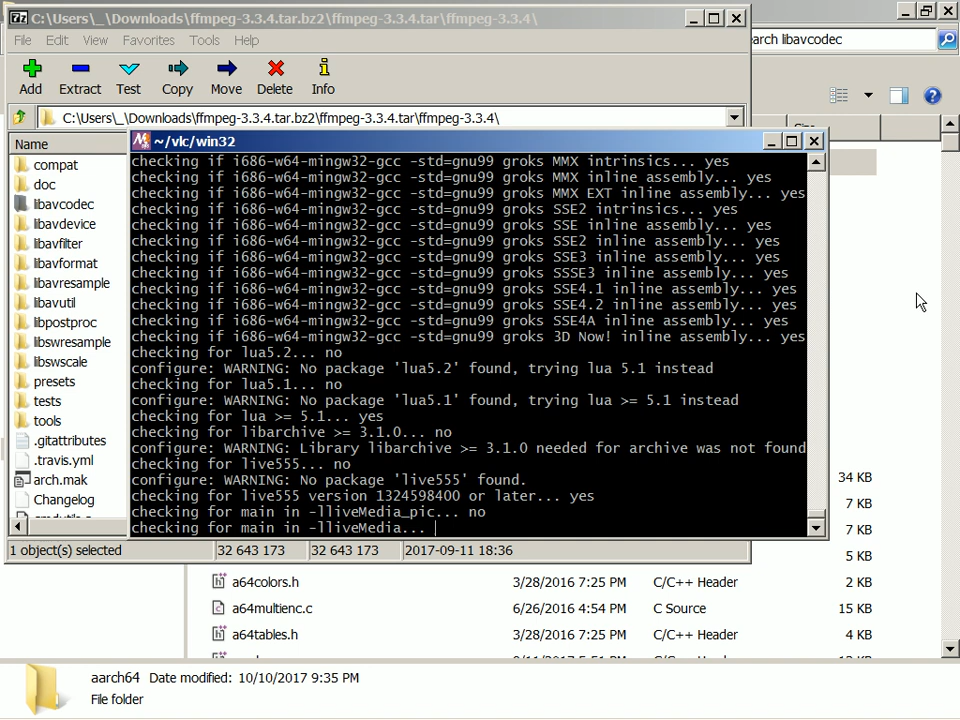 C:\Users\_\Downloads\ffmpeg-3.3.4.tar.bz2\ffmpeg-3.3.4.tar\ffmpeg-3.3.4\
File Edit View Favorites Tools Help
arch libavcodec
Add Extract Test Copy Move Delete Info
C:\Users\_\Downloads\ffmpeg-3.3.4.tar.bz2\ffmpeg-3.3.4.tar\ffmpeg-3.3.4\
Name
compat
doc
libavcodec
libavdevice
libavfilter
libavformat
libavresample
libavutil
libpostproc
libswresample
libswscale
presets
tests
tools
.gitattributes
.travis.yml
arch.mak
Changelog
~/vlc/win32
checking if i686-w64-mingw32-gcc -std=gnu99 groks MMX intrinsics... yes
checking if i686-w64-mingw32-gcc -std=gnu99 groks MMX inline assembly... yes
checking if i686-w64-mingw32-gcc -std=gnu99 groks MMX EXT inline assembly... yes
checking if i686-w64-mingw32-gcc -std=gnu99 groks SSE2 intrinsics... yes
checking if i686-w64-mingw32-gcc -std=gnu99 groks SSE inline assembly... yes
checking if i686-w64-mingw32-gcc -std=gnu99 groks SSE2 inline assembly... yes
checking if i686-w64-mingw32-gcc -std=gnu99 groks SSE3 inline assembly... yes
checking if i686-w64-mingw32-gcc -std=gnu99 groks SSSE3 inline assembly... yes
checking if i686-w64-mingw32-gcc -std=gnu99 groks SSE4.1 inline assembly... yes
checking if i686-w64-mingw32-gcc -std=gnu99 groks SSE4.2 inline assembly... yes
checking if i686-w64-mingw32-gcc -std=gnu99 groks SSE4A inline assembly... yes
checking if i686-w64-mingw32-gcc -std=gnu99 groks 3D Now! inline assembly... yes
checking for lua5.2... no
configure: WARNING: No package 'lua5.2' found, trying lua 5.1 instead
checking for lua5.1... no
configure: WARNING: No package 'lua5.1' found, trying lua >= 5.1 instead
checking for lua >= 5.1... yes
checking for libarchive >= 3.1.0... no
configure: WARNING: Library libarchive >= 3.1.0 needed for archive was not found
checking for live555... no
configure: WARNING: No package 'live555' found.
checking for live555 version 1324598400 or later... yes
checking for main in -lliveMedia_pic... no
checking for main in -lliveMedia...
34 KB
7 KB
7 KB
5 KB
1 object(s) selected 32 643 173 32 643 173 2017-09-11 18:36
a64colors.h 3/28/2016 7:25 PM C/C++ Header 2 KB
a64multienc.c 6/26/2016 4:54 PM C Source 15 KB
a64tables.h 3/28/2016 7:25 PM C/C++ Header 4 KB
aarch64 Date modified: 10/10/2017 9:35 PM
File folder